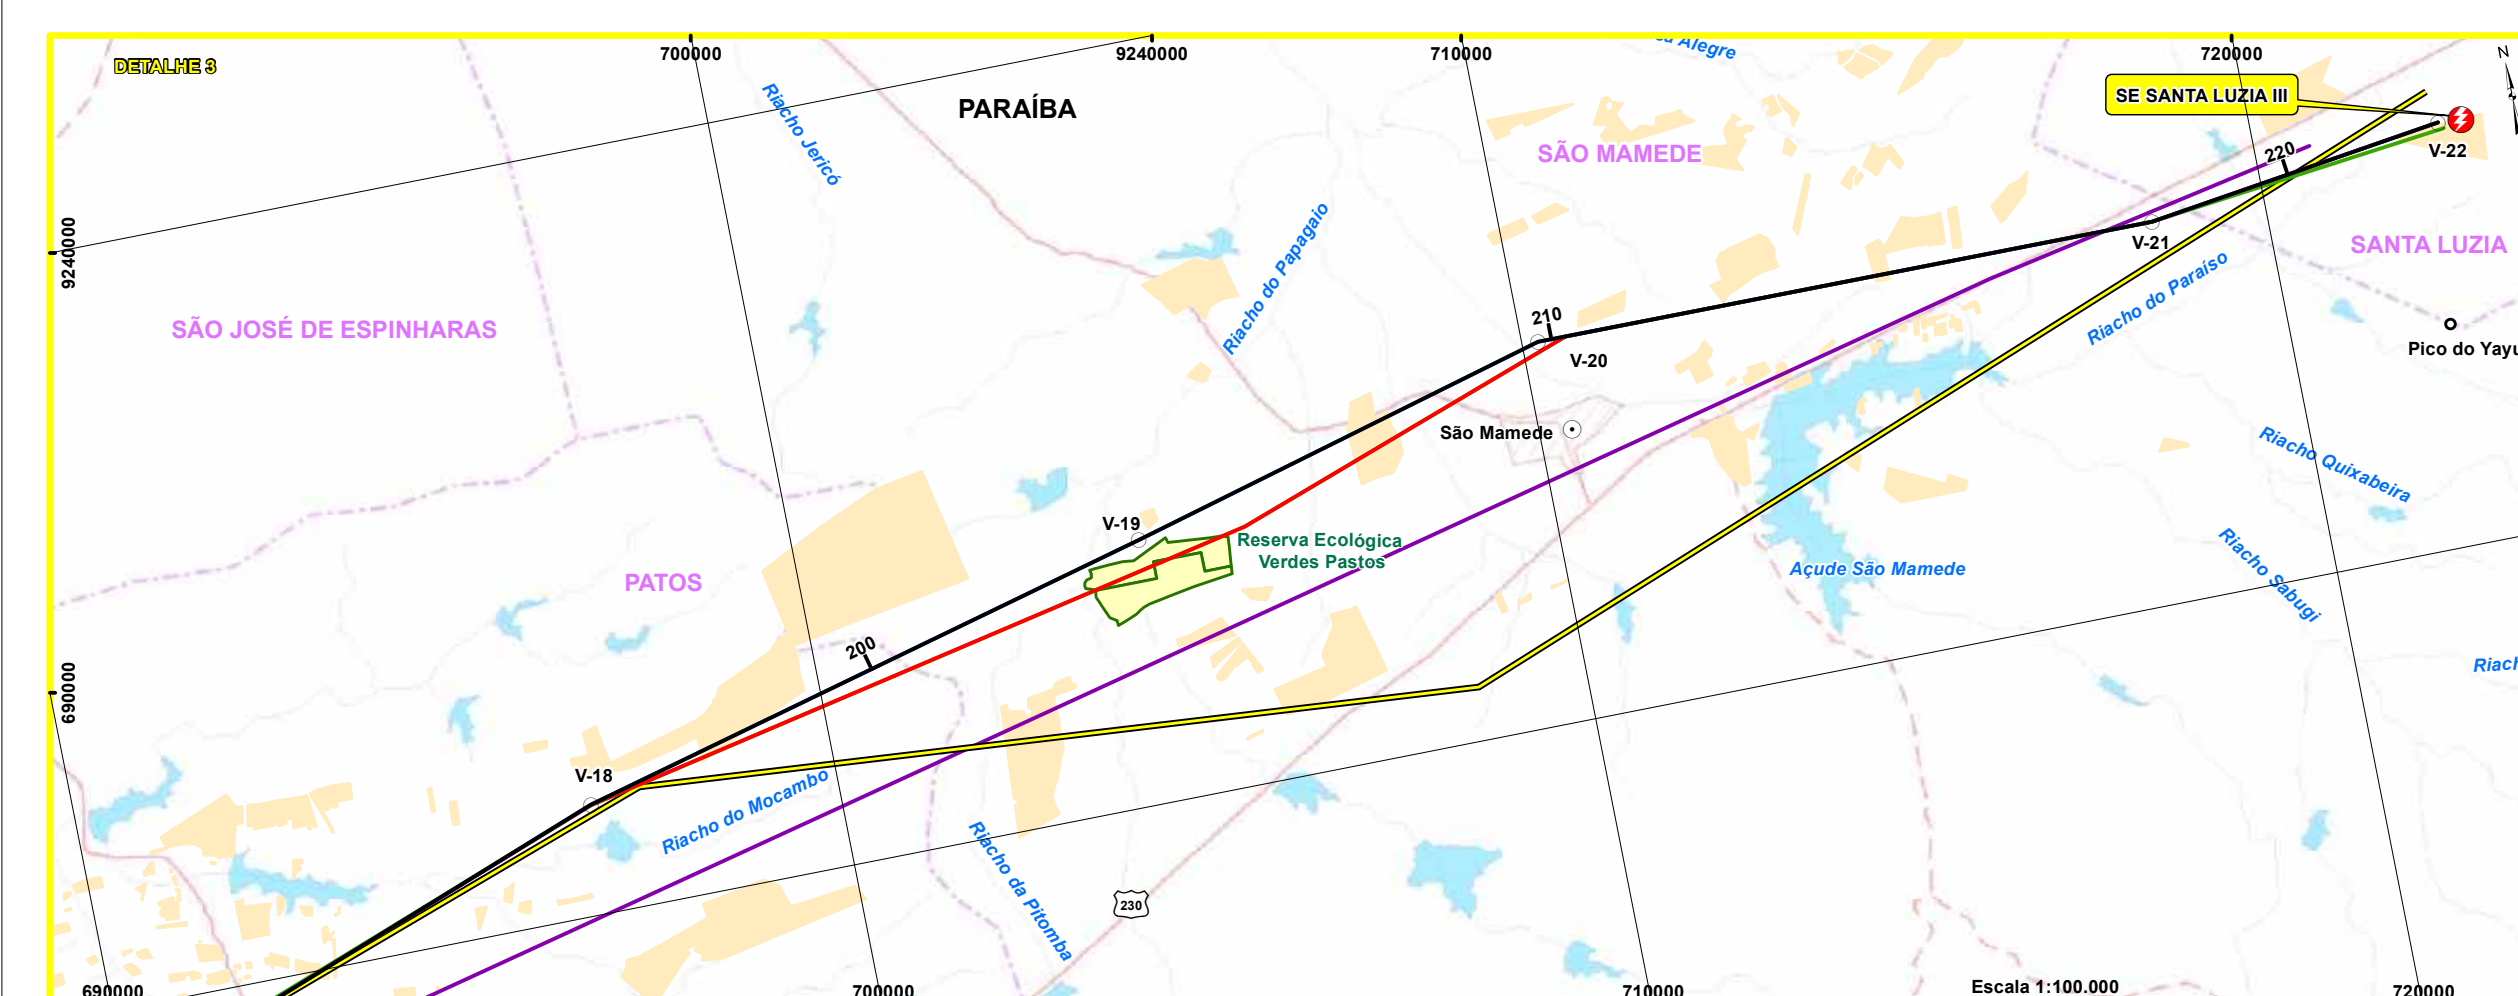 700000
9240000
710000
720000
DETALHE 3
Alegre
N
PARAÍBA
Riacho Jericó
SE SANTA LUZIA III
SÃO MAMEDE
220
V-22
9240000
Riacho do Papagaio
V-21
SANTA LUZIA
Riacho do Paraíso
SÃO JOSÉ DE ESPINHARAS
210
V-20
Pico do Yayu
São Mamede
Riacho Quixabeira
V-19
Reserva Ecológica
Verdes Pastos
PATOS
Açude São Mamede
Riacho Sabugi
200
690000
Riach
V-18
Riacho do Mocambo
Riacho da Pitomba
230
690000
700000
710000
Escala 1:100.000
720000